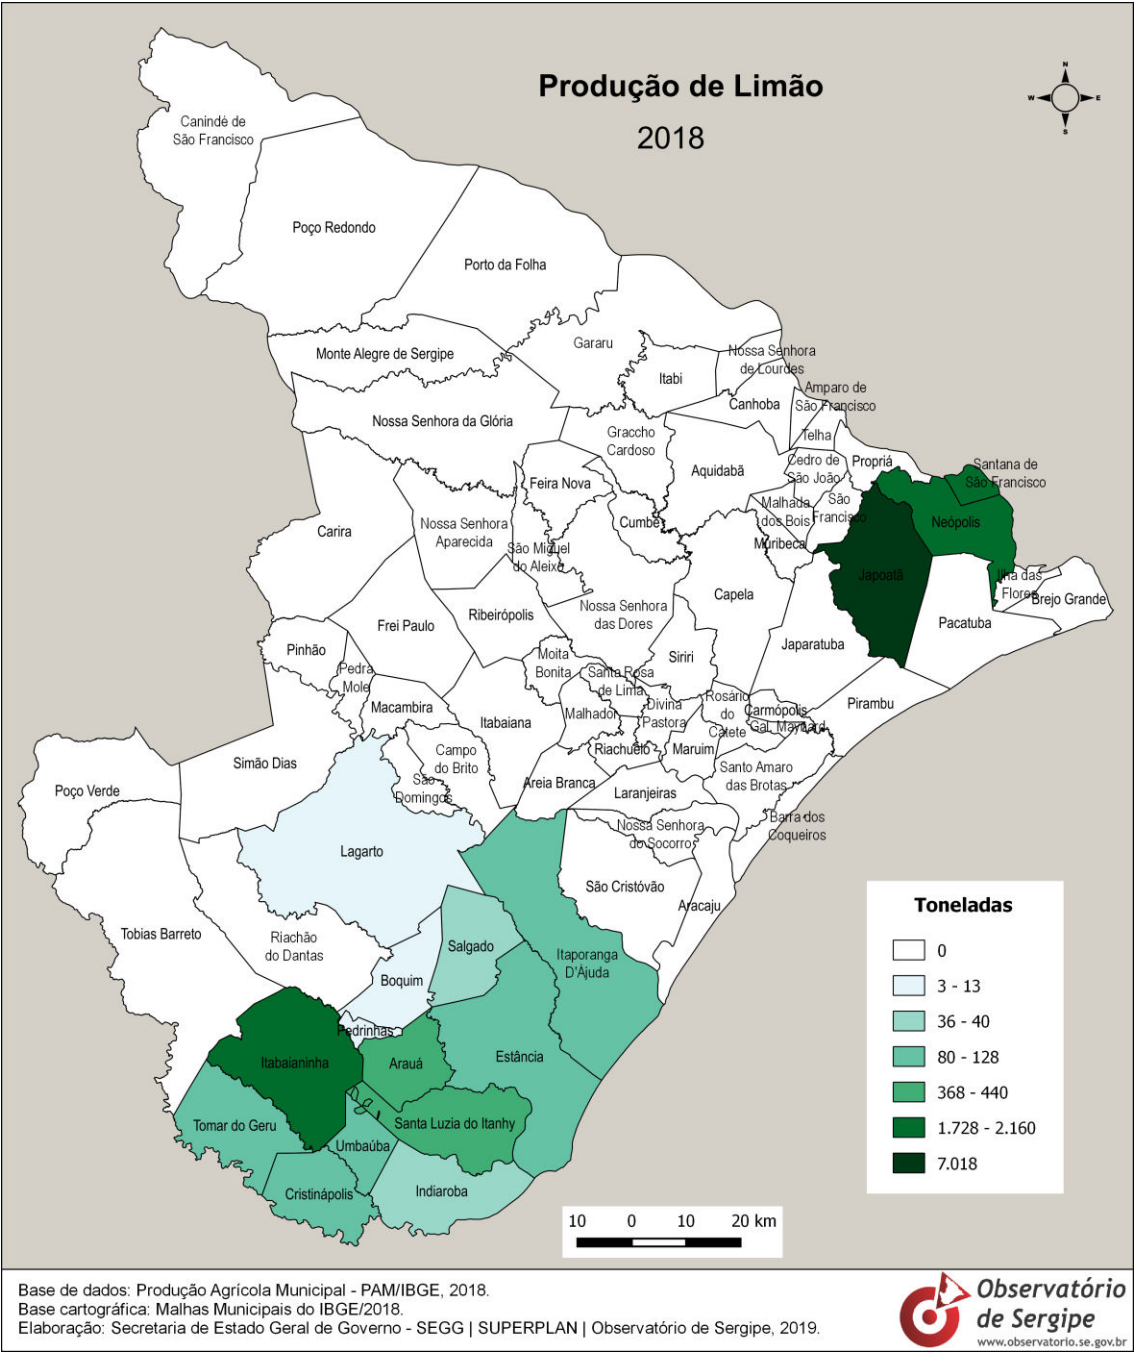 Produção de Limão
2018
N
W
E
S
Canindé de
São Francisco
Poço Redondo
Porto da Folha
Monte Alegre de Sergipe
Gararu
Nossa Senhora
de Lourdes
Itabi
Amparo de
São Francisco
Canhoba
Nossa Senhora da Glória
Graccho
Cardoso
Telha
Propriá
Cedro de
São João
Aquidabã
Santana de
São Francisco
Feira Nova
Malhada
dos Bois
São
Francisco
Neópolis
Cumbe
Carira
Nossa Senhora
Aparecida
Muribeca
São Miguel
do Aleixo
Japoatã
Ilha das
Flores
Brejo Grande
Capela
Nossa Senhora
das Dores
Ribeirópolis
Frei Paulo
Pacatuba
Japaratuba
Pinhão
Siriri
Moita
Bonita
Pedra
Mole
Santa Rosa
de Lima
Macambira
Divina
Pastora
Rosário
do
Catete
Carmópolis
Pirambu
Malhador
Itabaiana
Gal. Maynard
Riachuelo
Maruim
Campo
do Brito
Simão Dias
São
Domingos
Areia Branca
Santo Amaro
das Brotas
Poço Verde
Laranjeiras
Barra dos
Coqueiros
Nossa Senhora
do Socorro
Lagarto
São Cristóvão
Aracaju
Tobias Barreto
Riachão
do Dantas
Salgado
Itaporanga
D'Ájuda
Boquim
Pedrinhas
Itabaianinha
Arauá
Estância
Tomar do Geru
Santa Luzia do Itanhy
Umbaúba
Cristinápolis
Indiaroba
Toneladas
0
3 - 13
36 - 40
80 - 128
368 - 440
1.728 - 2.160
7.018
10 0 10 20 km
Base de dados: Produção Agrícola Municipal - PAM/IBGE, 2018.
Base cartográfica: Malhas Municipais do IBGE/2018.
Elaboração: Secretaria de Estado Geral de Governo - SEGG | SUPERPLAN | Observatório de Sergipe, 2019.
Observatório
de Sergipe
www.observatorio.se.gov.br